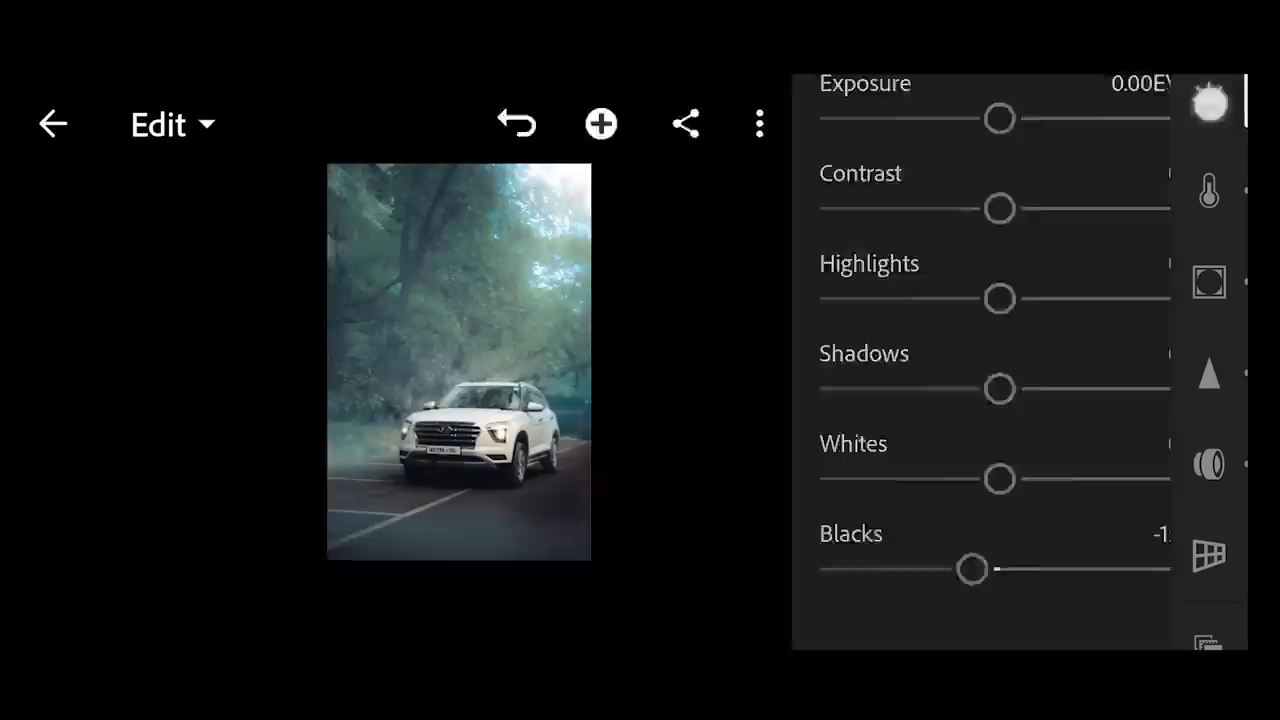 Edit
Exposure 0.00EV
Contrast
Highlights
Shadows
Whites
Blacks